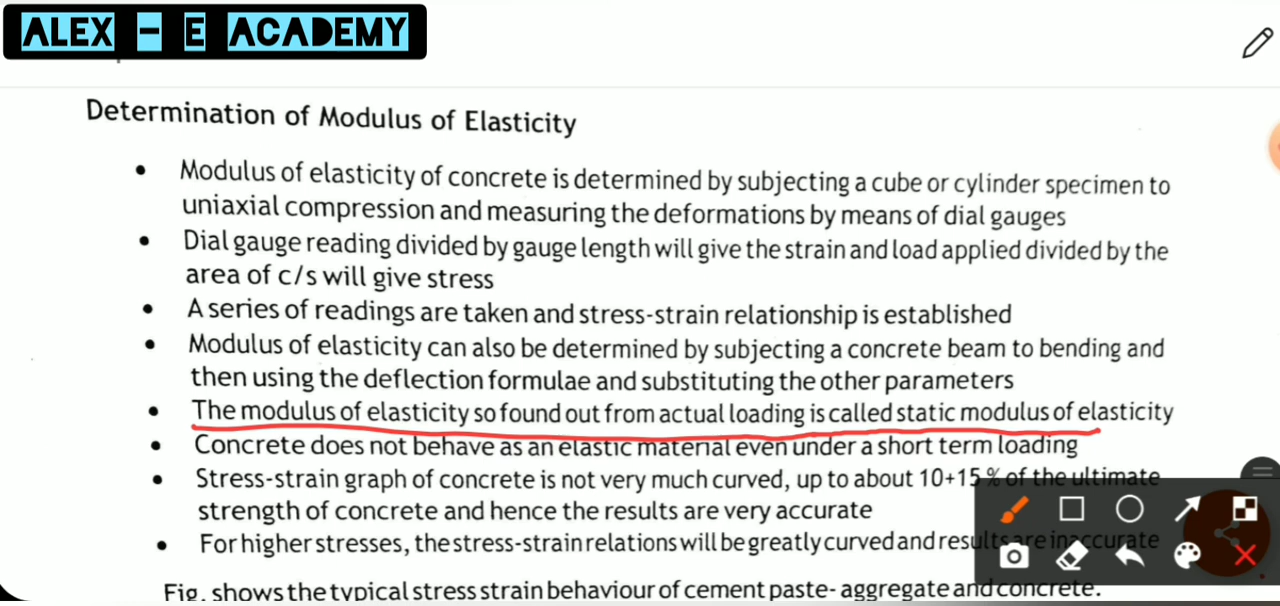 ALEX - E ACADEMY
Determination of Modulus of Elasticity
• Modulus of elasticity of concrete is determined by subjecting a cube or cylinder specimen to
uniaxial compression and measuring the deformations by means of dial gauges
• Dial gauge reading divided by gauge length will give the strain and load applied divided by the
area of c/s will give stress
• A series of readings are taken and stress-strain relationship is established
• Modulus of elasticity can also be determined by subjecting a concrete beam to bending and
then using the deflection formulae and substituting the other parameters
• The modulus of elasticity so found out from actual loading is called static modulus of elasticity
• Concrete does not behave as an elastic material even under a short term loading
• Stress-strain graph of concrete is not very much curved, up to about 10+15 % of the ultimate
strength of concrete and hence the results are very accurate
• For higher stresses, the stress-strain relations will be greatly curved and results are inaccurate
Fig. shows the typical stress strain behaviour of cement paste- aggregate and concrete.